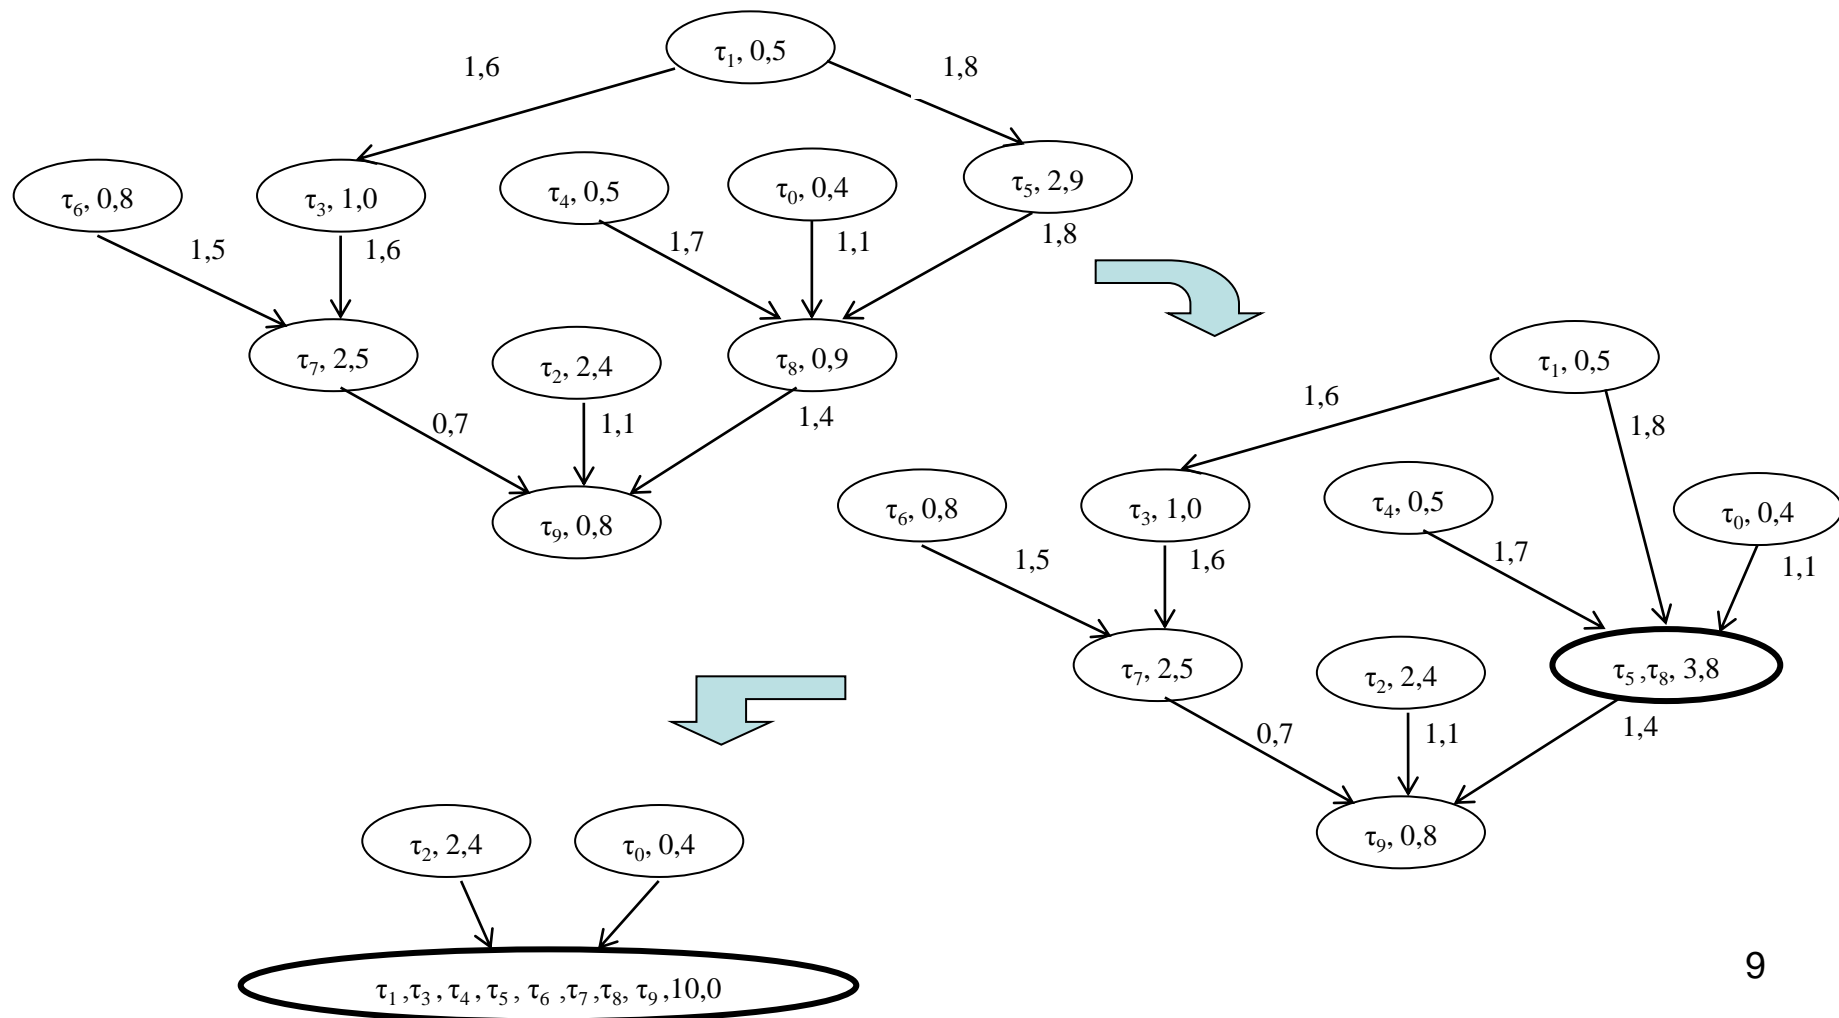 τ₁, 0,5
1,6
1,8
τ₆, 0,8
τ₃, 1,0
τ₄, 0,5
τ₀, 0,4
τ₅, 2,9
1,5
1,6
1,7
1,1
1,8
τ₇, 2,5
τ₂, 2,4
τ₈, 0,9
0,7
1,1
1,4
τ₉, 0,8
τ₁, 0,5
1,6
1,8
τ₆, 0,8
τ₃, 1,0
τ₄, 0,5
τ₀, 0,4
1,5
1,6
1,7
1,1
τ₇, 2,5
τ₂, 2,4
τ₅ ,τ₈, 3,8
0,7
1,1
1,4
τ₉, 0,8
τ₂, 2,4
τ₀, 0,4
τ₁ ,τ₃ , τ₄ , τ₅ , τ₆ ,τ₇ ,τ₈, τ₉ ,10,0
9